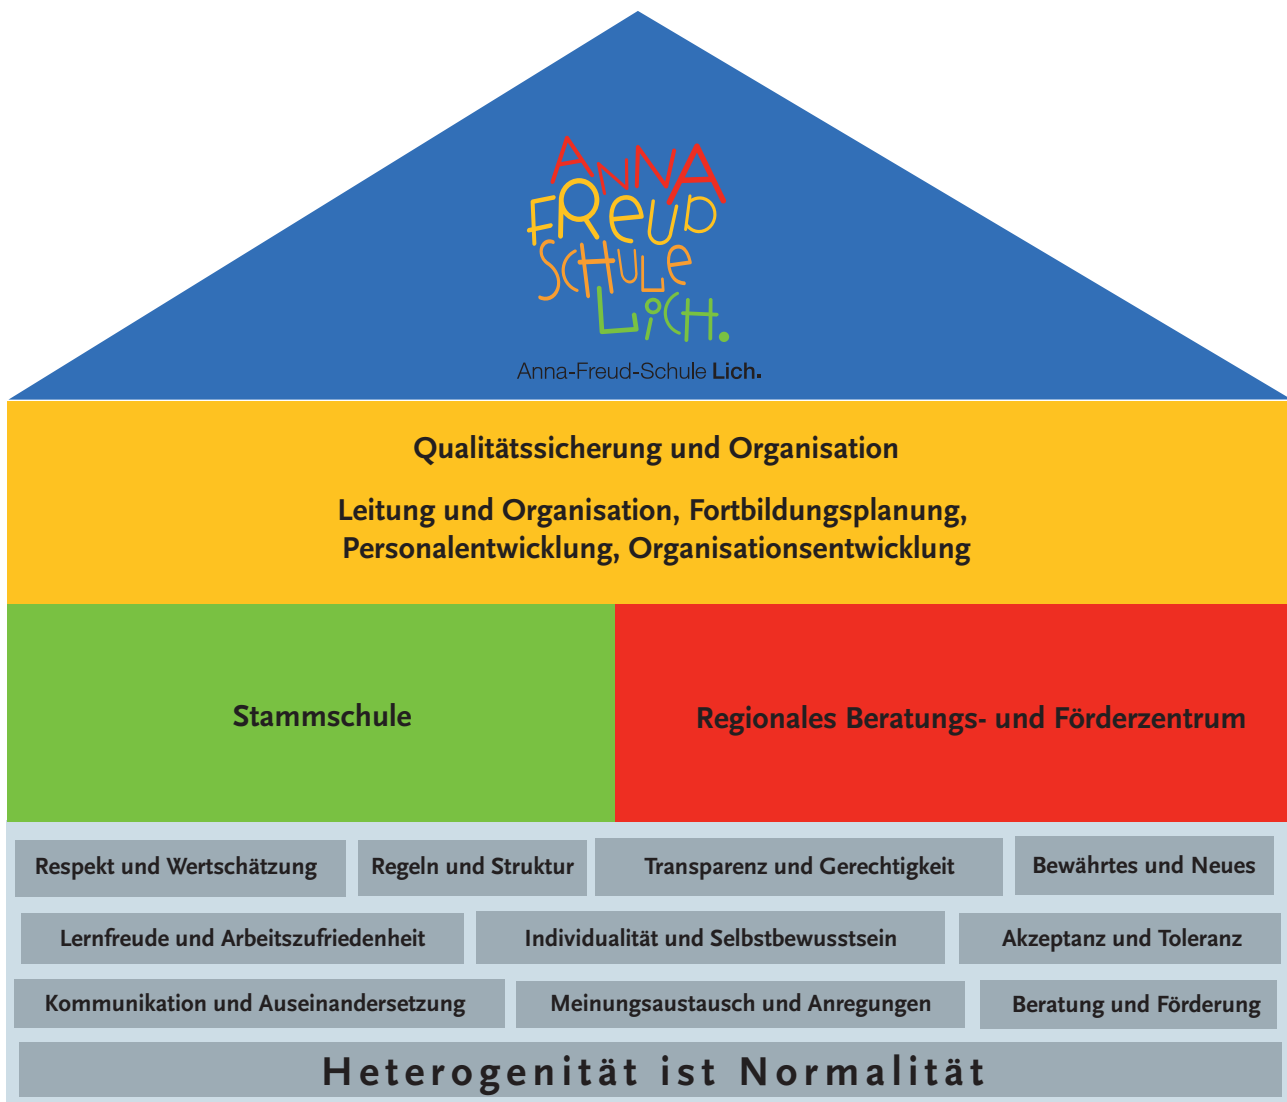 ANNA
FReuD
SCHULe
LiCH.
Anna-Freud-Schule Lich.
Qualitätssicherung und Organisation
Leitung und Organisation, Fortbildungsplanung,
Personalentwicklung, Organisationsentwicklung
Stammschule
Regionales Beratungs- und Förderzentrum
Respekt und Wertschätzung
Regeln und Struktur
Transparenz und Gerechtigkeit
Bewährtes und Neues
Lernfreude und Arbeitszufriedenheit
Individualität und Selbstbewusstsein
Akzeptanz und Toleranz
Kommunikation und Auseinandersetzung
Meinungsaustausch und Anregungen
Beratung und Förderung
Heterogenität ist Normalität